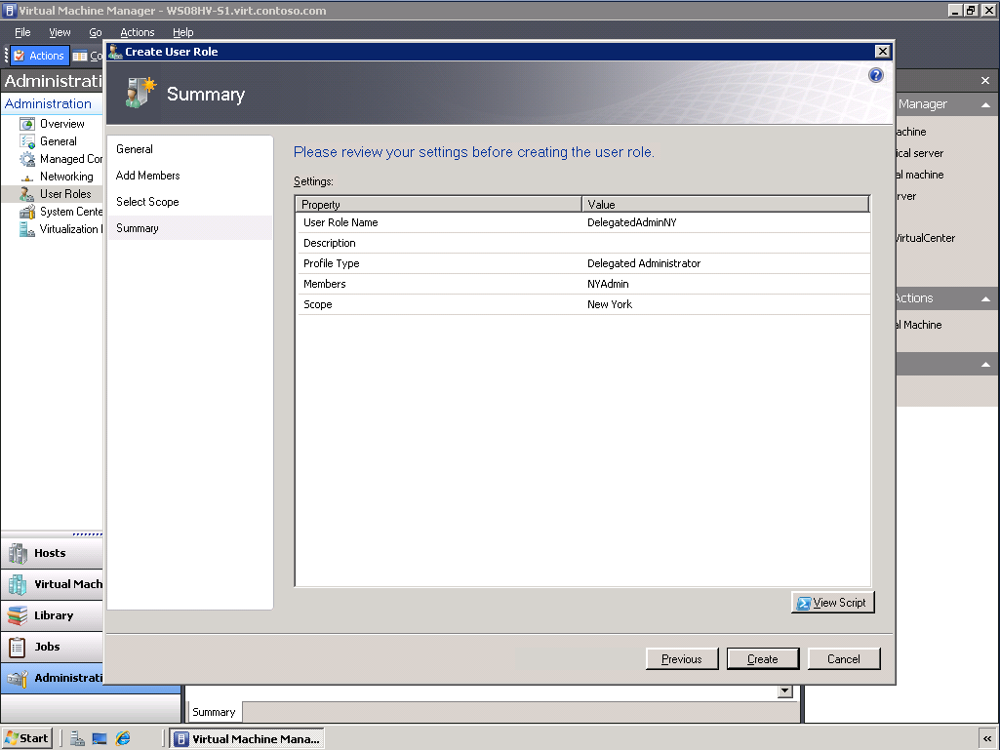 Virtual Machine Manager - WS08HV-S1.virt.contoso.com
File View Go Actions Help
Actions Co
Administrati
Administration
Overview
General
Managed Cor
Networking
User Roles
System Cente
Virtualization
Hosts
Virtual Mach
Library
Jobs
Administrati
Create User Role
Summary
General
Add Members
Select Scope
Summary
Please review your settings before creating the user role.
Settings:
Property Value
User Role Name DelegatedAdminNY
Description
Profile Type Delegated Administrator
Members NYAdmin
Scope New York
View Script
Previous Create Cancel
Manager
achine
ical server
al machine
rver
VirtualCenter
Actions
al Machine
Summary
Start Virtual Machine Mana...